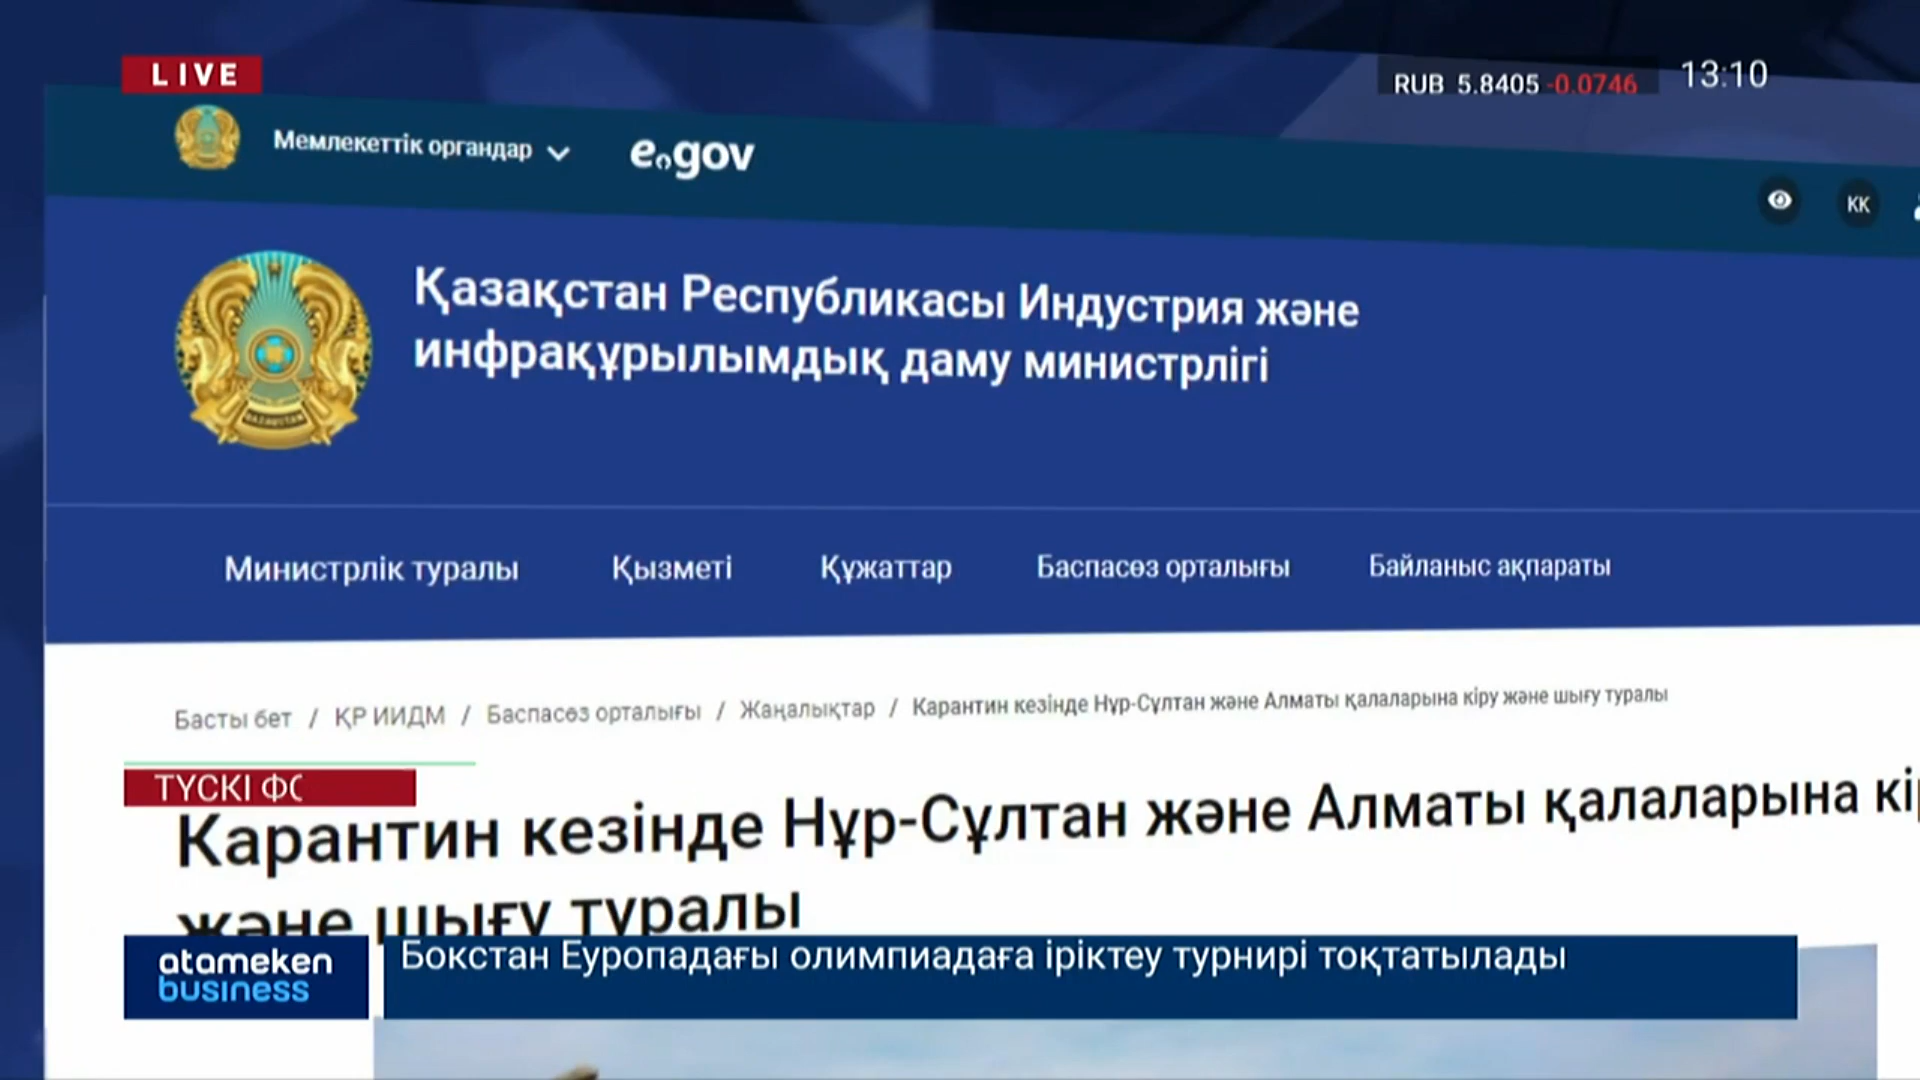 LIVE
RUB 5.8405 -0.0746
13:10
Мемлекеттік органдар
egov
КК
Қазақстан Республикасы Индустрия және
инфрақұрылымдық даму министрлігі
Министрлік туралы Қызметі Құжаттар Баспасөз орталығы Байланыс ақпараты
Басты бет / ҚР ИИДМ / Баспасөз орталығы / Жаңалықтар / Карантин кезінде Нұр-Сұлтан және Алматы қалаларына кіру және шығу туралы
ТҮСКІ
Карантин кезінде Нұр-Сұлтан және Алматы қалаларына
және шығу туралы
atameken
business
Бокстан Еуропадағы олимпиадаға іріктеу турнирі тоқтатылады